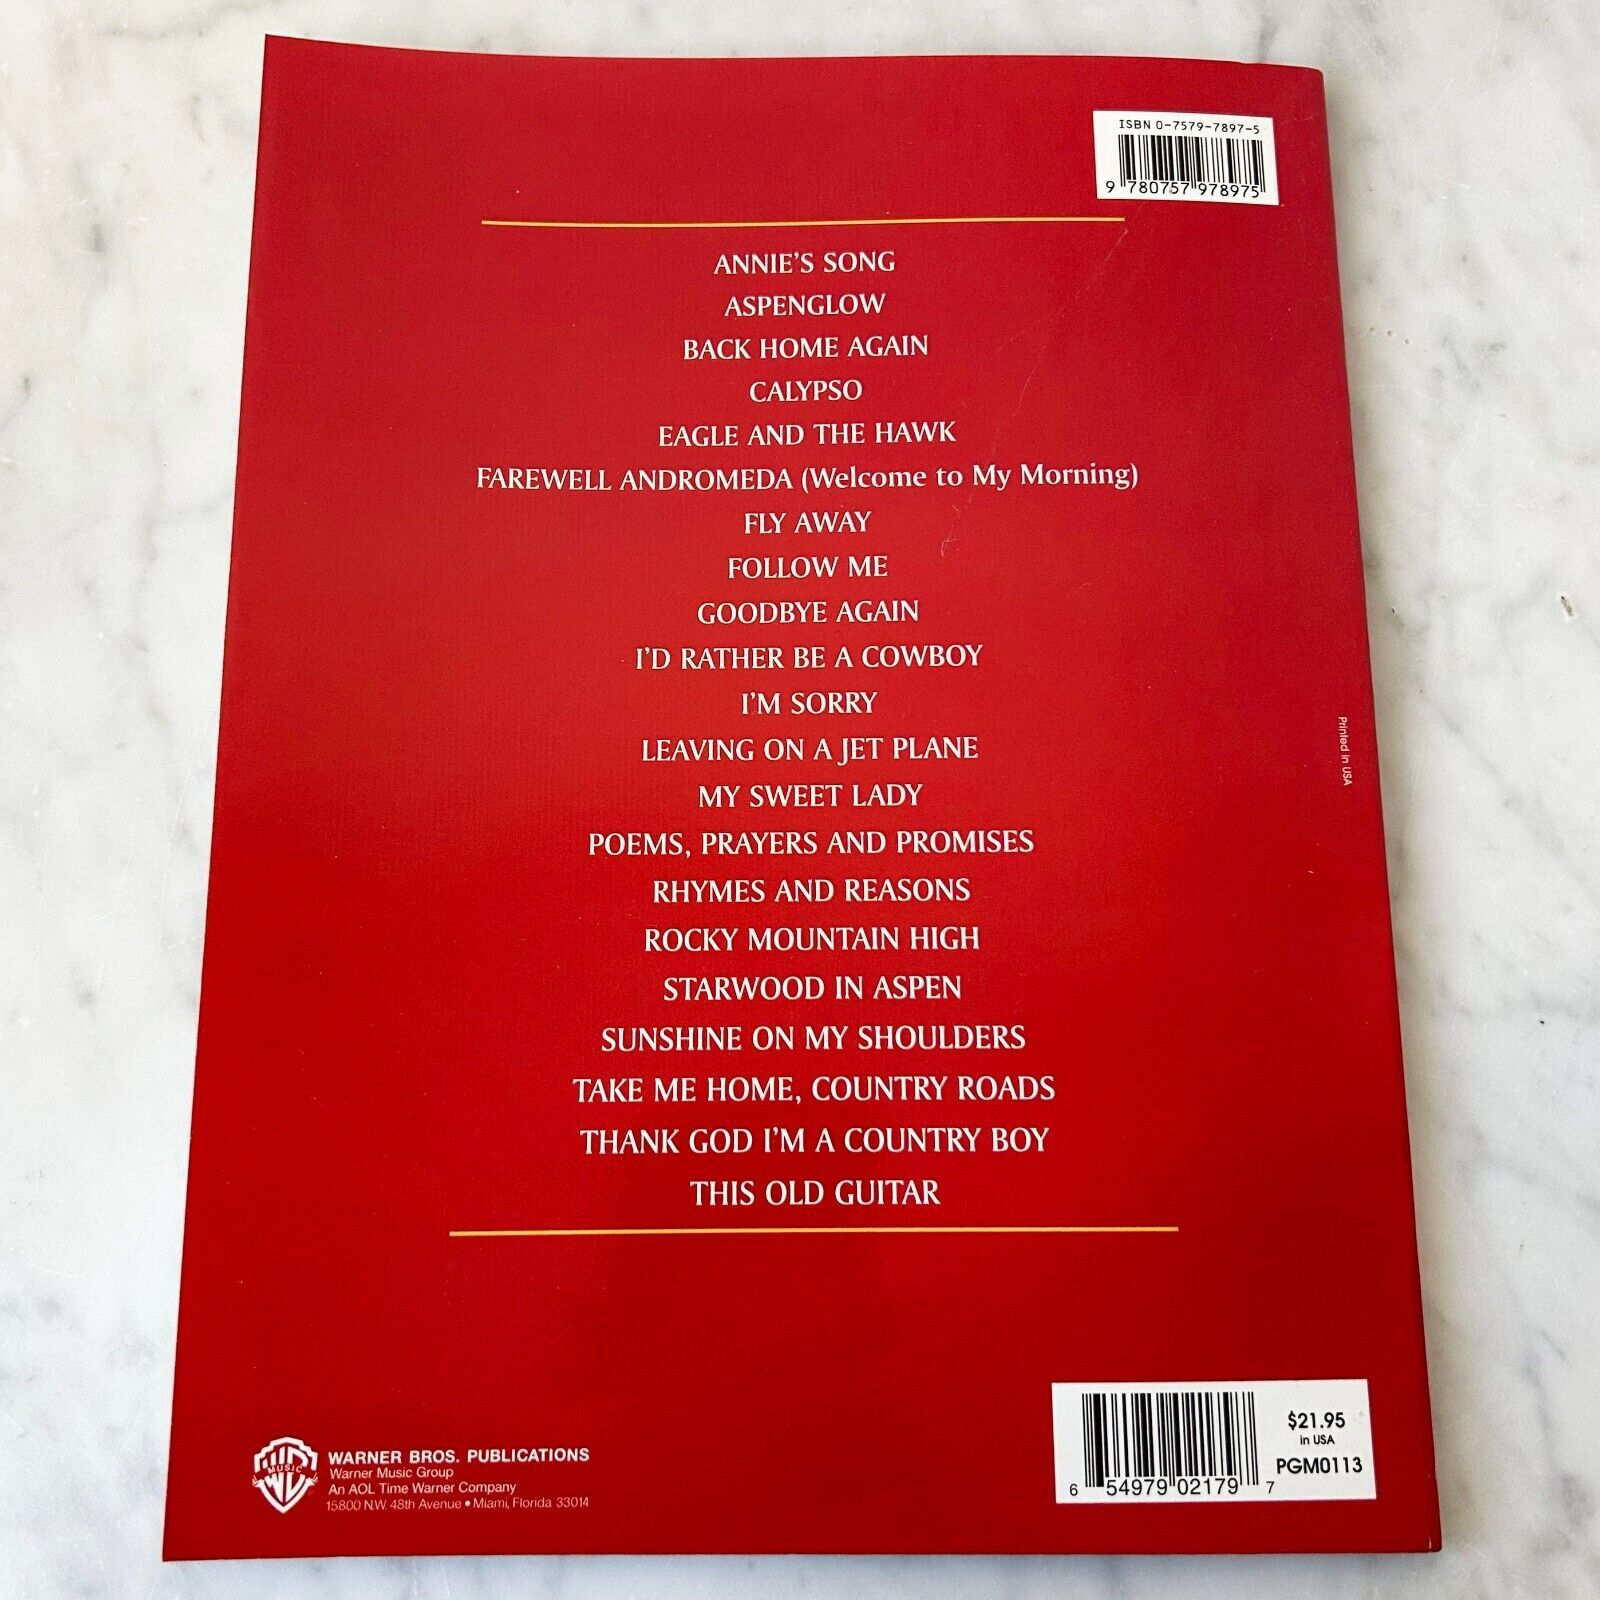 ISBN 0-7579-7897-5
9 780757 978975
ANNIE'S SONG
ASPENGLOW
BACK HOME AGAIN
CALYPSO
EAGLE AND THE HAWK
FAREWELL ANDROMEDA (Welcome to My Morning)
FLY AWAY
FOLLOW ME
GOODBYE AGAIN
I'D RATHER BE A COWBOY
I'M SORRY
LEAVING ON A JET PLANE
MY SWEET LADY
POEMS, PRAYERS AND PROMISES
RHYMES AND REASONS
ROCKY MOUNTAIN HIGH
STARWOOD IN ASPEN
SUNSHINE ON MY SHOULDERS
TAKE ME HOME, COUNTRY ROADS
THANK GOD I'M A COUNTRY BOY
THIS OLD GUITAR
Printed in USA
WB
MUSIC
WARNER BROS. PUBLICATIONS
Warner Music Group
An AOL Time Warner Company
15800 N.W. 48th Avenue • Miami, Florida 33014
6 54979 02179 7
$21.95
in USA
PGM0113